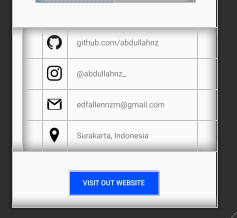 github.com/abdullahnz
@abdullahnz_
edfallennzm@gmail.com
Surakarta, Indonesia
VISIT OUT WEBSITE